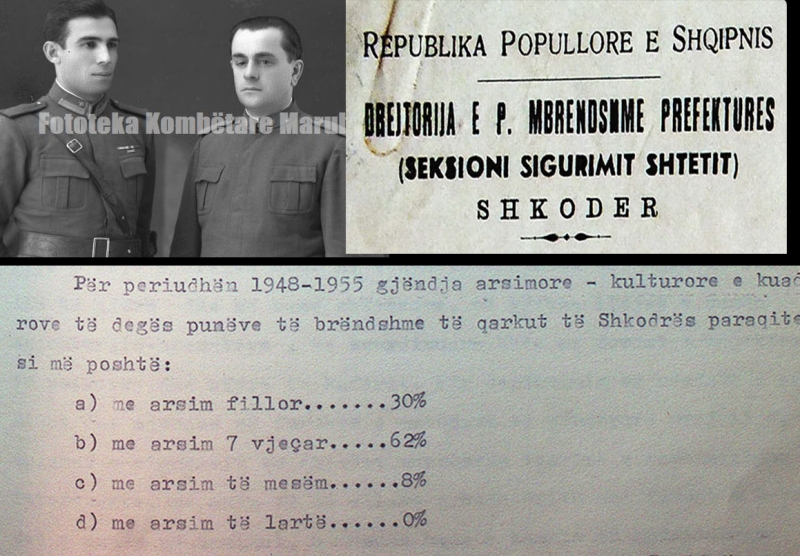 Fototeka Kombëtare Marub
REPUBLIKA POPULLORE E SHQIPNIS
DREJTORIJA E P. MBRENDSHME PREFEKTURES
(SEKSIONI SIGURIMIT SHTETIT)
SHKODER
Për periudhën 1948-1955 gjëndja arsimore - kulturore e kuad
rove të degës punëve të brëndshme të qarkut të Shkodrës paraqite
si më poshtë:
a) me arsim fillor.......30%
b) me arsim 7 vjeçar.....62%
c) me arsim të mesëm.....8%
d) me arsim të lartë......0%